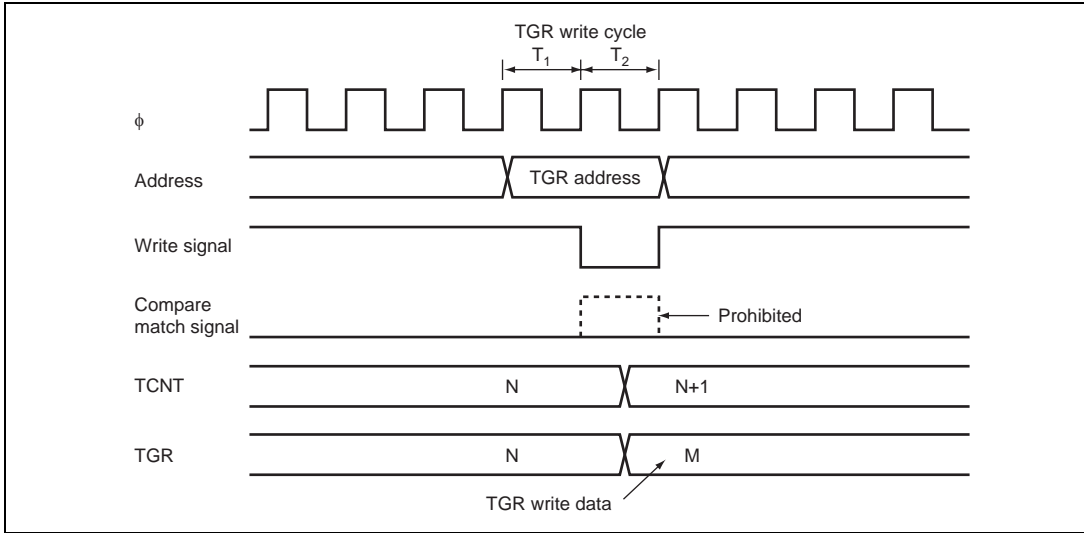 TGR write cycle
T1 T2
ϕ
Address TGR address
Write signal
Compare
match signal Prohibited
TCNT N N+1
TGR N M
TGR write data